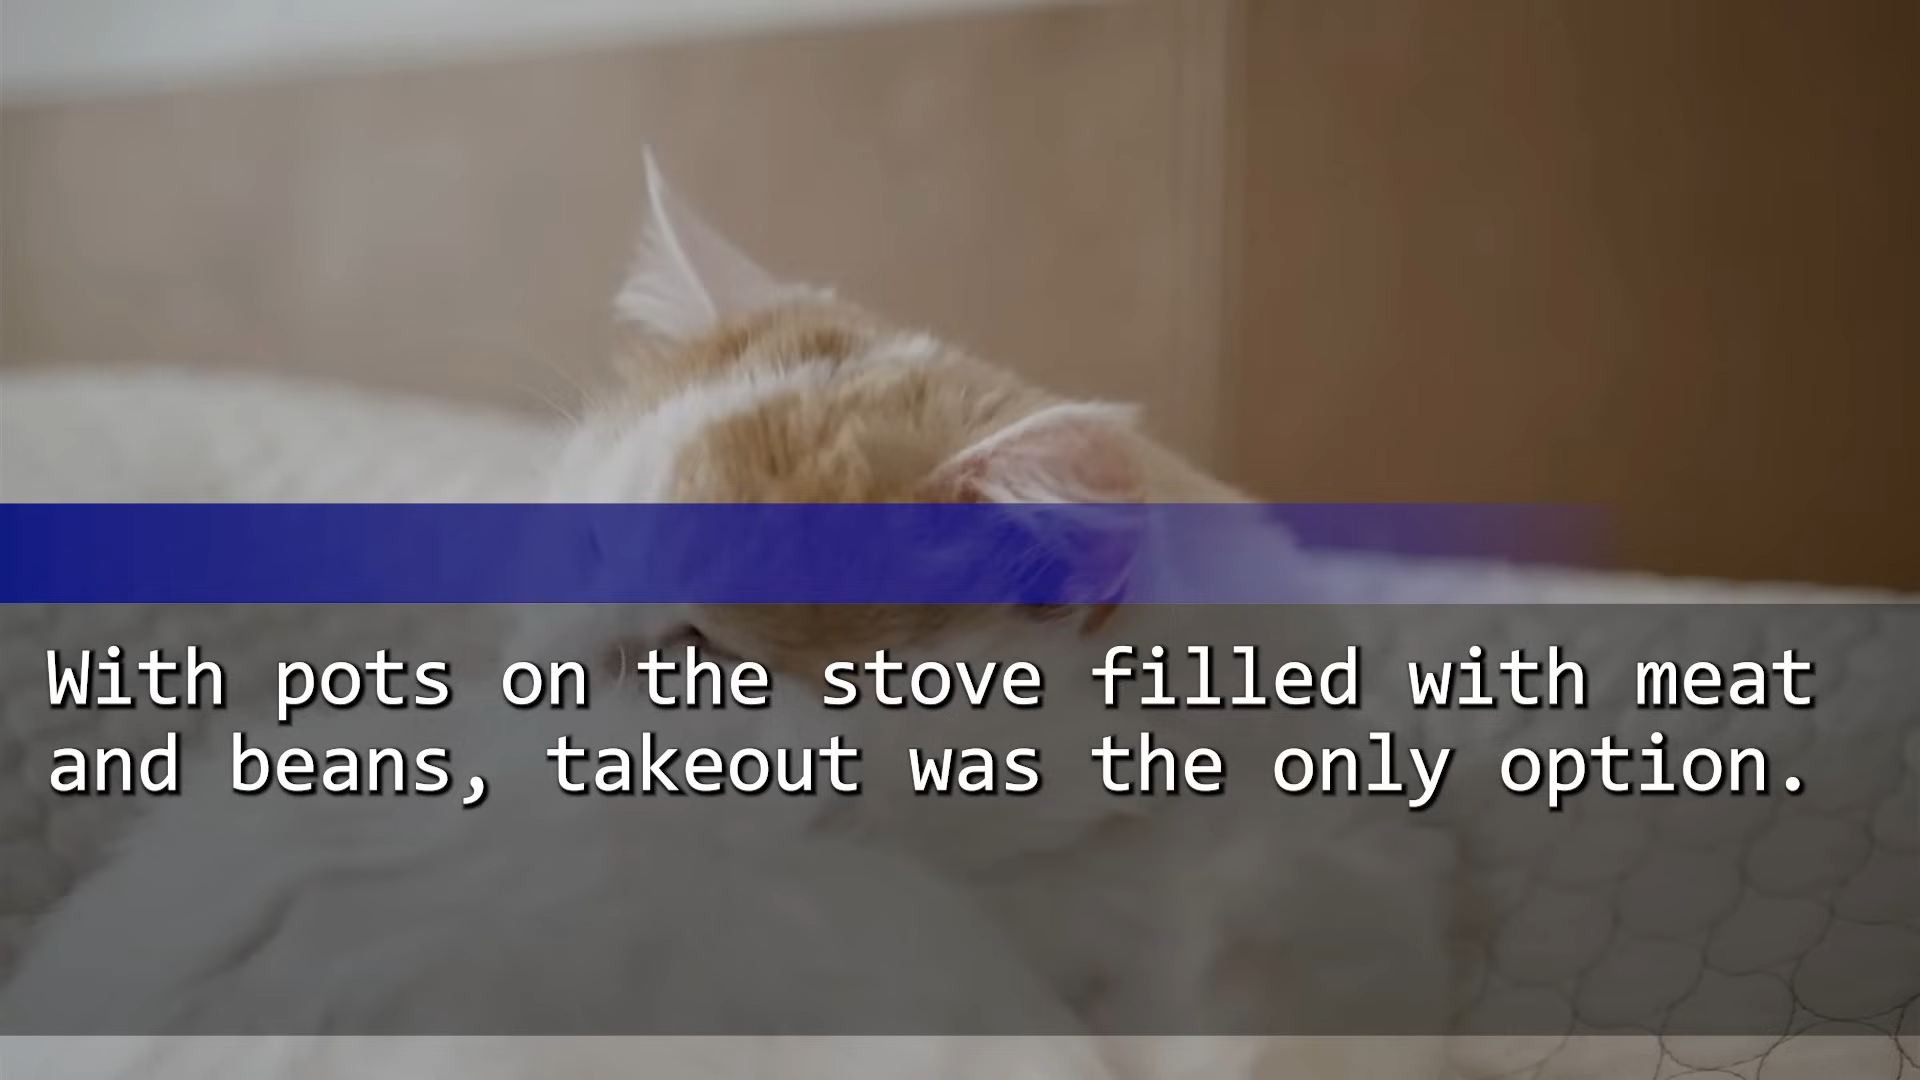 With pots on the stove filled with meat
and beans, takeout was the only option.